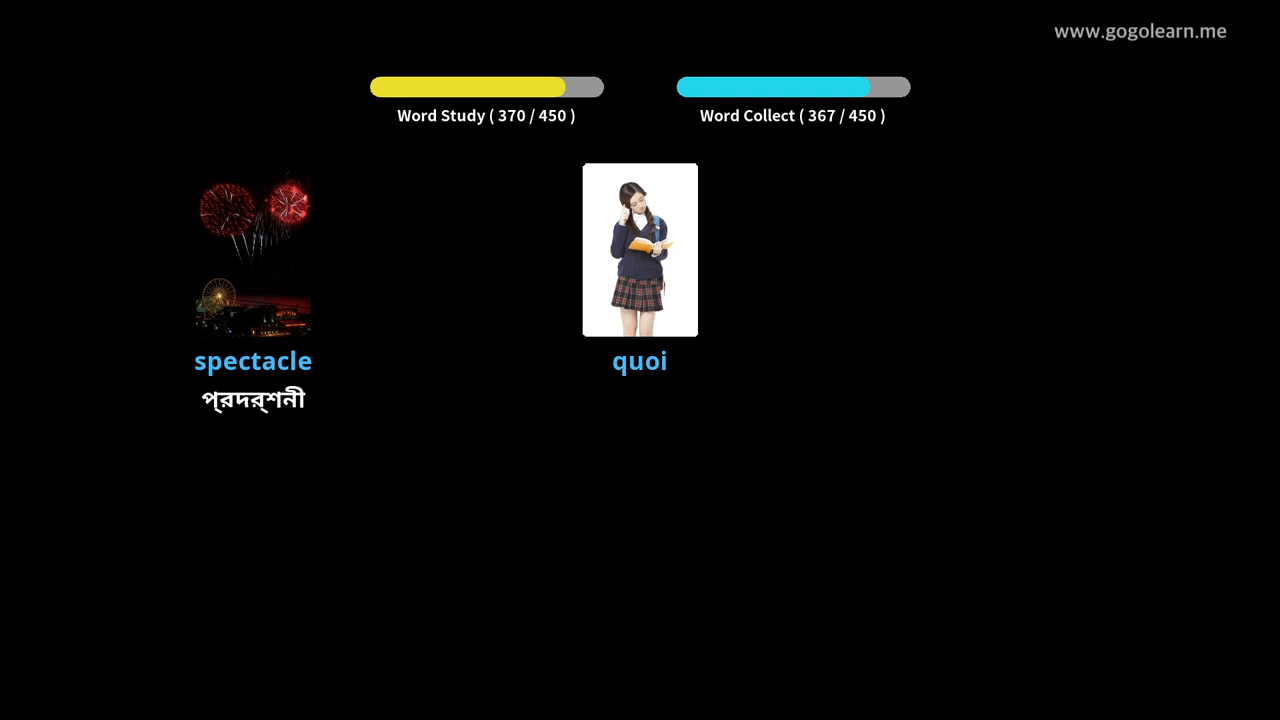 www.gogolearn.me
Word Study ( 370 / 450 )
Word Collect ( 367 / 450 )
spectacle
quoi
প্রদর্শনী